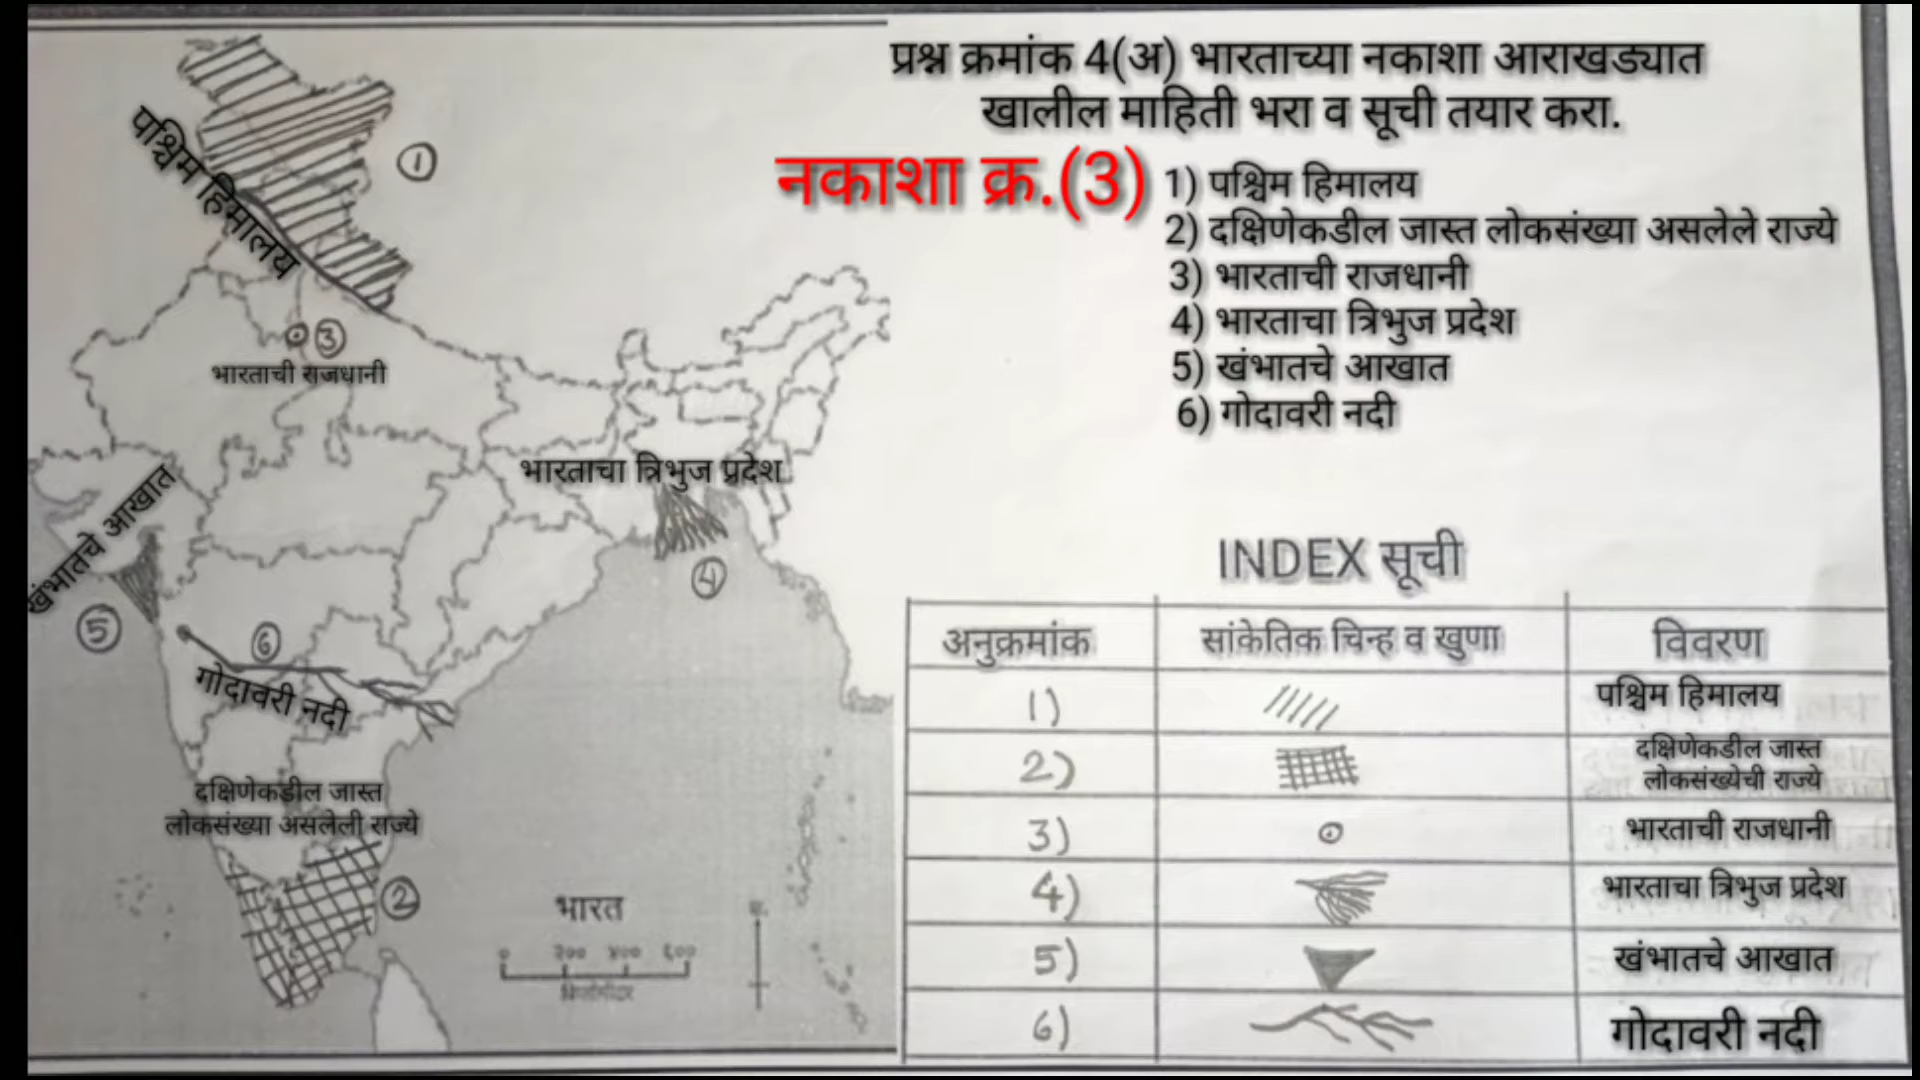 प्रश्न क्रमांक 4(अ) भारताच्या नकाशा आराखड्यात
खालील माहिती भरा व सूची तयार करा.
नकाशा क्र.(3)
1) पश्चिम हिमालय
2) दक्षिणेकडील जास्त लोकसंख्या असलेले राज्ये
3) भारताची राजधानी
4) भारताचा त्रिभुज प्रदेश
5) खंभातचे आखात
6) गोदावरी नदी
पश्चिम हिमालय
1
3
भारताची राजधानी
भारताचा त्रिभुज प्रदेश
4
खंभातचे आखात
5
6
गोदावरी नदी
दक्षिणेकडील जास्त
लोकसंख्या असलेली राज्ये
2
भारत
० २०० ४०० ६००
किलोमीटर
उ.
INDEX सूची
अनुक्रमांक सांकेतिक चिन्ह व खुणा विवरण
1) पश्चिम हिमालय
2) दक्षिणेकडील जास्त
लोकसंख्येची राज्ये
3) भारताची राजधानी
4) भारताचा त्रिभुज प्रदेश
5) खंभातचे आखात
6) गोदावरी नदी